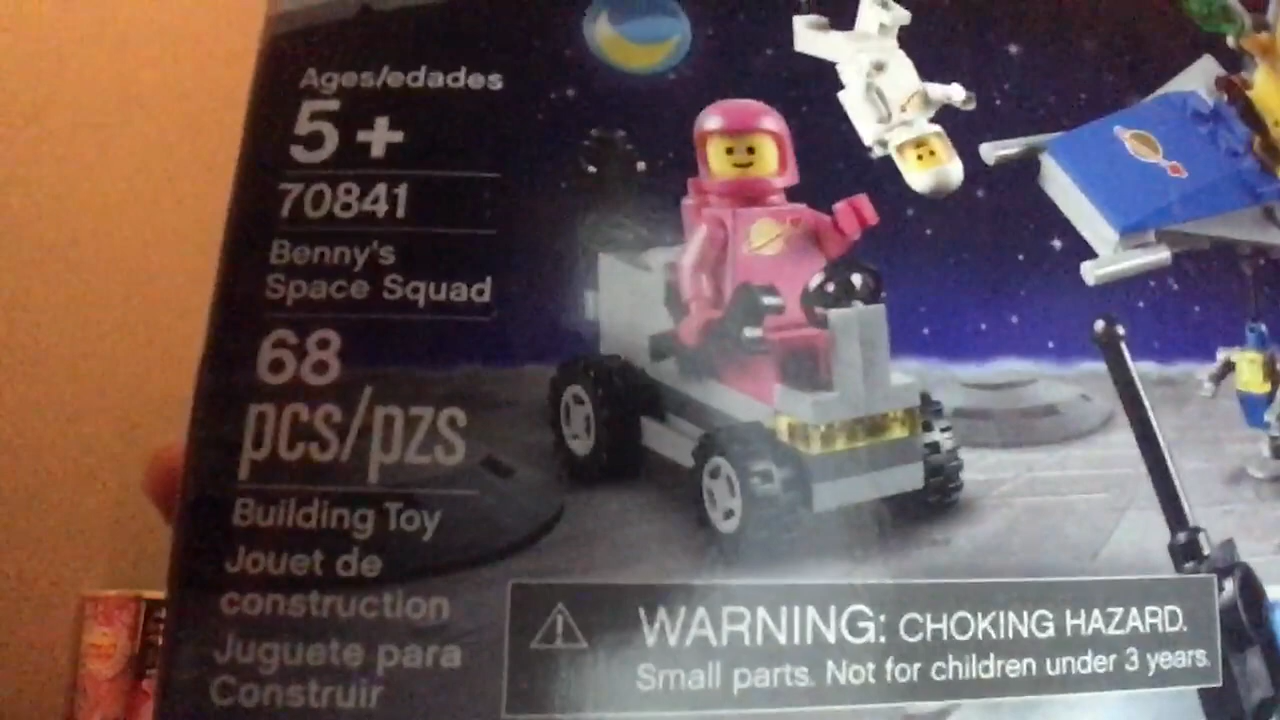 Ages/edades
5+
70841
Benny's
Space Squad
68
pcs/pzs
Building Toy
Jouet de
construction
Juguete para
Construir
WARNING: CHOKING HAZARD.
Small parts. Not for children under 3 years.